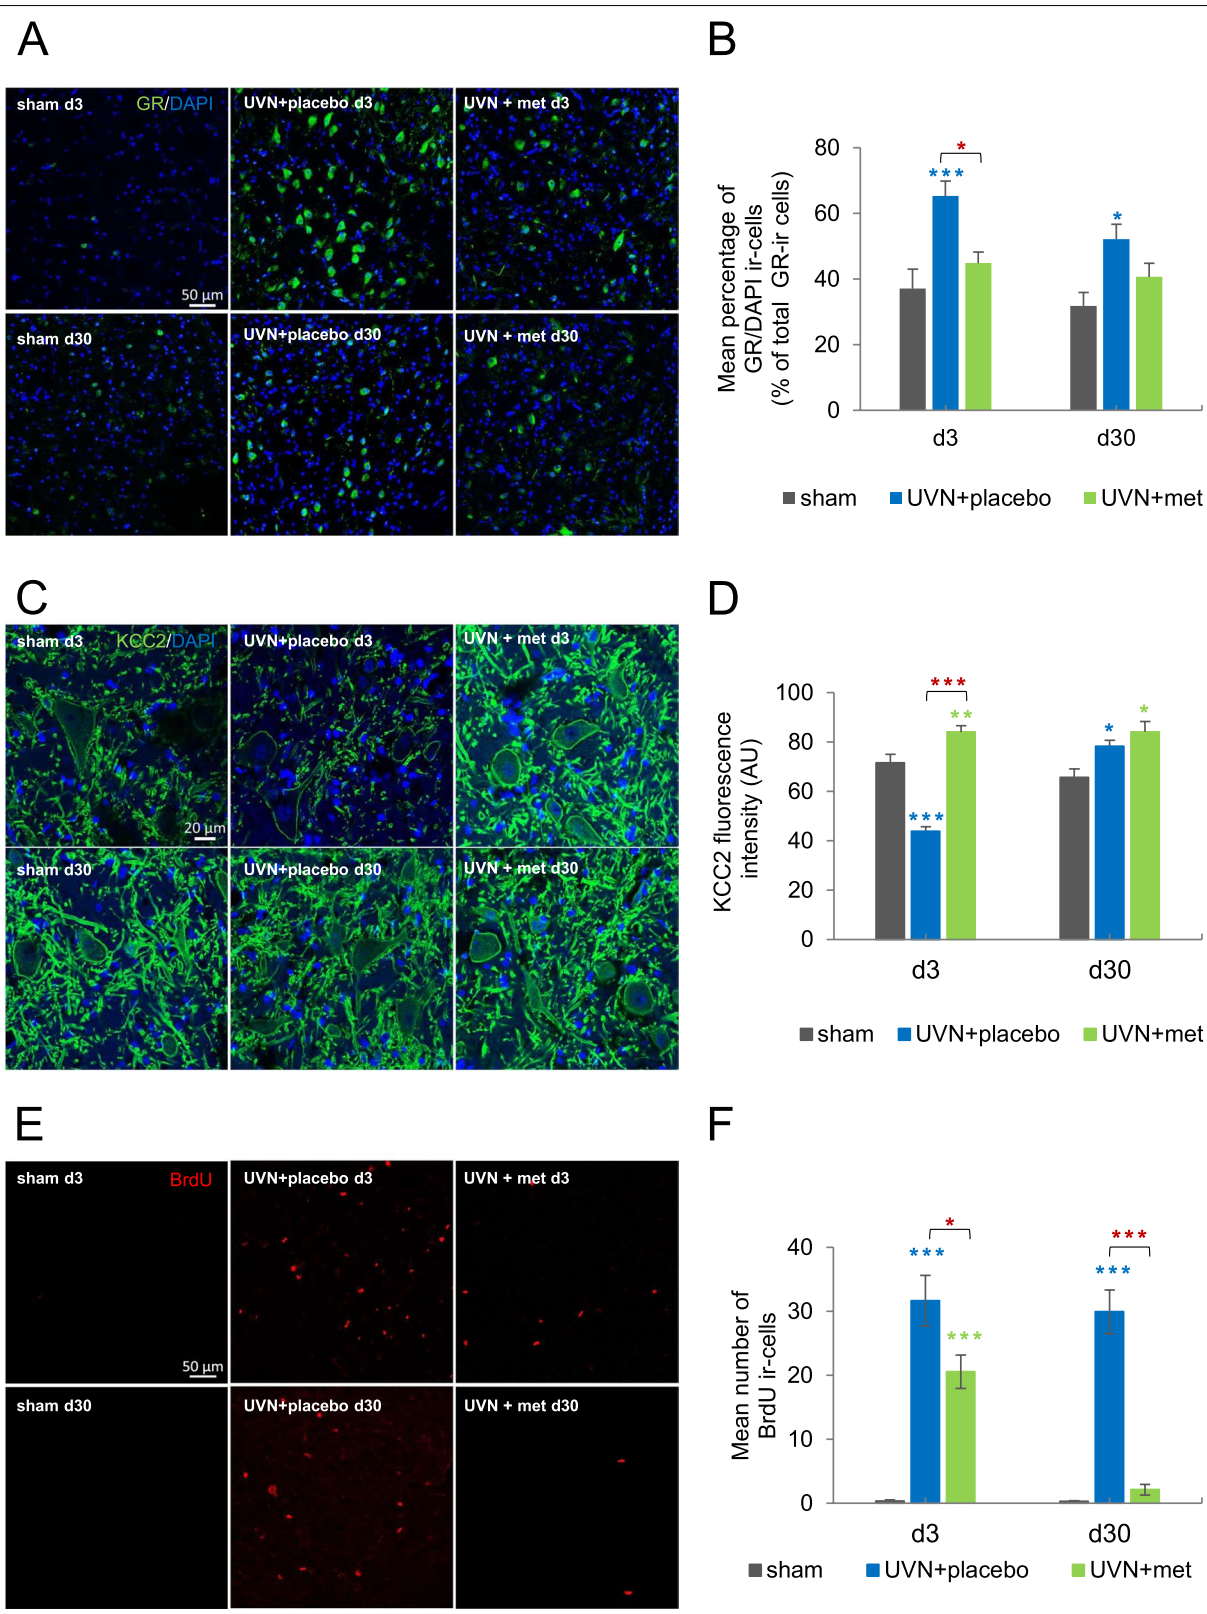 A
sham d3
GR/DAPI
50 µm
UVN+placebo d3
UVN + met d3
sham d30
UVN+placebo d30
UVN + met d30
B
Mean percentage of
GR/DAPI ir-cells
(% of total GR-ir cells)
80
60
40
20
0
*
***
*
d3
d30
sham
UVN+placebo
UVN+met
C
sham d3
KCC2/DAPI
20 µm
UVN+placebo d3
UVN + met d3
sham d30
UVN+placebo d30
UVN + met d30
D
KCC2 fluorescence
intensity (AU)
100
80
60
40
20
0
***
**
***
*
*
d3
d30
sham
UVN+placebo
UVN+met
E
sham d3
BrdU
50 µm
UVN+placebo d3
UVN + met d3
sham d30
UVN+placebo d30
UVN + met d30
F
Mean number of
BrdU ir-cells
40
30
20
10
0
*
***
***
***
***
d3
d30
sham
UVN+placebo
UVN+met